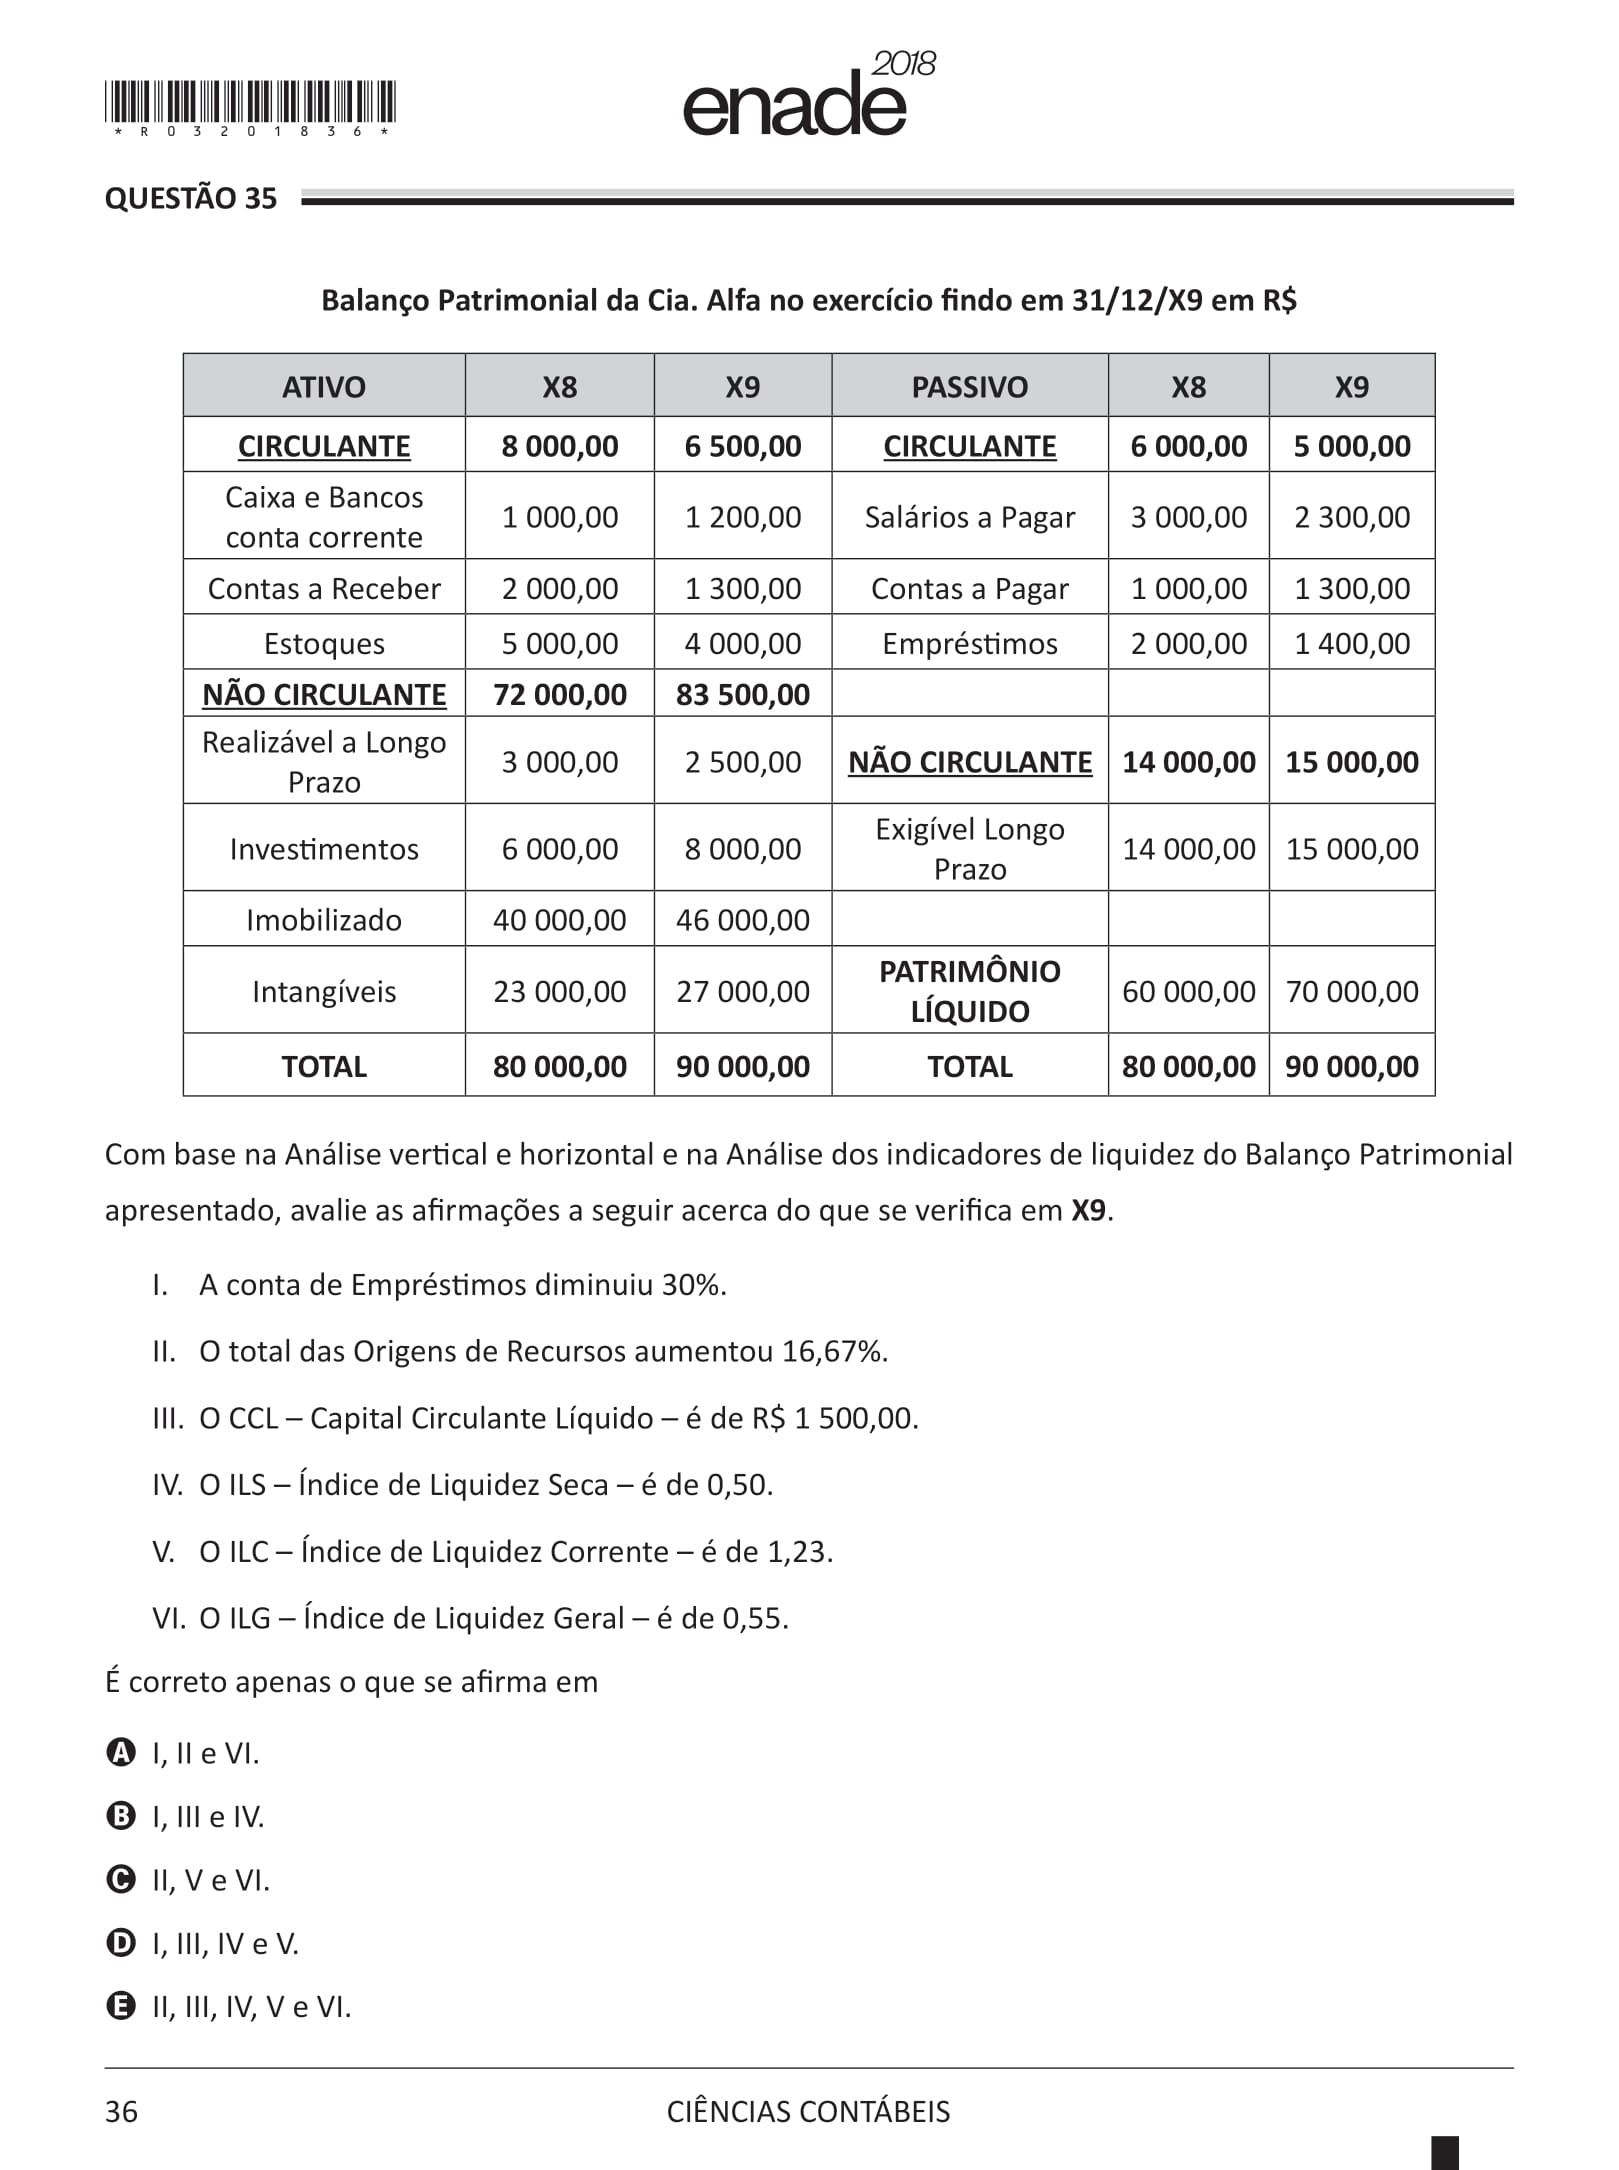 enade2018
*R03201836*
QUESTÃO 35
Balanço Patrimonial da Cia. Alfa no exercício findo em 31/12/X9 em R$
ATIVO X8 X9 PASSIVO X8 X9
CIRCULANTE 8 000,00 6 500,00 CIRCULANTE 6 000,00 5 000,00
Caixa e Bancos
conta corrente 1 000,00 1 200,00 Salários a Pagar 3 000,00 2 300,00
Contas a Receber 2 000,00 1 300,00 Contas a Pagar 1 000,00 1 300,00
Estoques 5 000,00 4 000,00 Empréstimos 2 000,00 1 400,00
NÃO CIRCULANTE 72 000,00 83 500,00
Realizável a Longo
Prazo 3 000,00 2 500,00 NÃO CIRCULANTE 14 000,00 15 000,00
Investimentos 6 000,00 8 000,00 Exigível Longo
Prazo 14 000,00 15 000,00
Imobilizado 40 000,00 46 000,00
Intangíveis 23 000,00 27 000,00 PATRIMÔNIO
LÍQUIDO 60 000,00 70 000,00
TOTAL 80 000,00 90 000,00 TOTAL 80 000,00 90 000,00
Com base na Análise vertical e horizontal e na Análise dos indicadores de liquidez do Balanço Patrimonial
apresentado, avalie as afirmações a seguir acerca do que se verifica em X9.
I. A conta de Empréstimos diminuiu 30%.
II. O total das Origens de Recursos aumentou 16,67%.
III. O CCL – Capital Circulante Líquido – é de R$ 1 500,00.
IV. O ILS – Índice de Liquidez Seca – é de 0,50.
V. O ILC – Índice de Liquidez Corrente – é de 1,23.
VI. O ILG – Índice de Liquidez Geral – é de 0,55.
É correto apenas o que se afirma em
A I, II e VI.
B I, III e IV.
C II, V e VI.
D I, III, IV e V.
E II, III, IV, V e VI.
36 CIÊNCIAS CONTÁBEIS